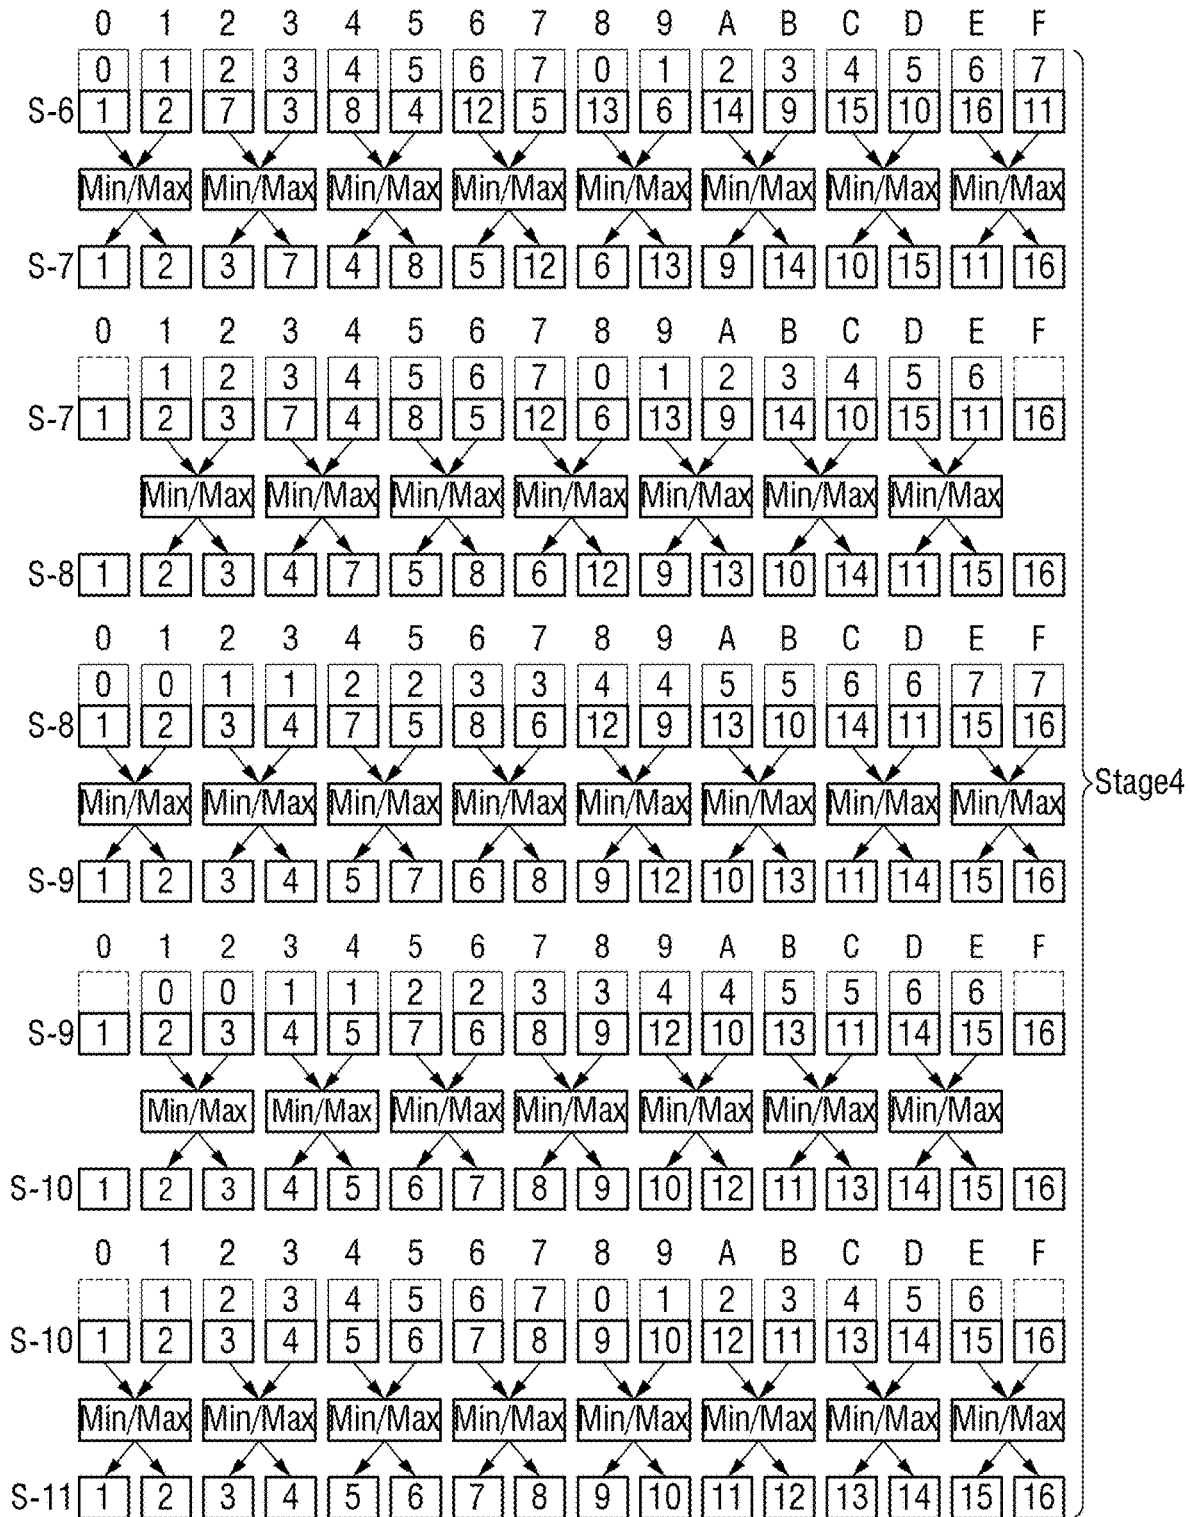 0 1 2 3 4 5 6 7 8 9 A B C D E F
0 1 2 3 4 5 6 7 0 1 2 3 4 5 6 7
S-6 1 2 7 3 8 4 12 5 13 6 14 9 15 10 16 11
Min/Max Min/Max Min/Max Min/Max Min/Max Min/Max Min/Max Min/Max
S-7 1 2 3 7 4 8 5 12 6 13 9 14 10 15 11 16
0 1 2 3 4 5 6 7 8 9 A B C D E F
1 2 3 4 5 6 7 0 1 2 3 4 5 6
S-7 1 2 3 7 4 8 5 12 6 13 9 14 10 15 11 16
Min/Max Min/Max Min/Max Min/Max Min/Max Min/Max Min/Max
S-8 1 2 3 4 7 5 8 6 12 9 13 10 14 11 15 16
0 1 2 3 4 5 6 7 8 9 A B C D E F
0 0 1 1 2 2 3 3 4 4 5 5 6 6 7 7
S-8 1 2 3 4 7 5 8 6 12 9 13 10 14 11 15 16
Min/Max Min/Max Min/Max Min/Max Min/Max Min/Max Min/Max Min/Max
Stage4
S-9 1 2 3 4 5 7 6 8 9 12 10 13 11 14 15 16
0 1 2 3 4 5 6 7 8 9 A B C D E F
0 0 1 1 2 2 3 3 4 4 5 5 6 6
S-9 1 2 3 4 5 7 6 8 9 12 10 13 11 14 15 16
Min/Max Min/Max Min/Max Min/Max Min/Max Min/Max Min/Max
S-10 1 2 3 4 5 6 7 8 9 10 12 11 13 14 15 16
0 1 2 3 4 5 6 7 8 9 A B C D E F
1 2 3 4 5 6 7 0 1 2 3 4 5 6
S-10 1 2 3 4 5 6 7 8 9 10 12 11 13 14 15 16
Min/Max Min/Max Min/Max Min/Max Min/Max Min/Max Min/Max Min/Max
S-11 1 2 3 4 5 6 7 8 9 10 11 12 13 14 15 16